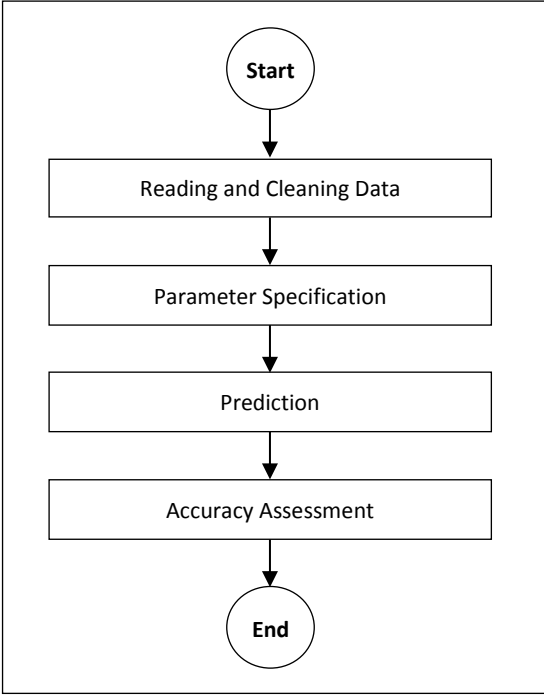 Start
Reading and Cleaning Data
Parameter Specification
Prediction
Accuracy Assessment
End